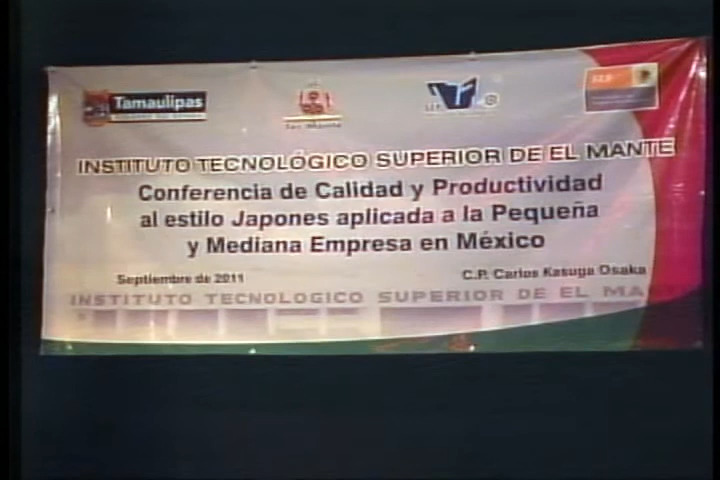 Tamaulipas
INSTITUTO TECNOLÓGICO SUPERIOR DE EL MANTE
Conferencia de Calidad y Productividad
al estilo Japones aplicada a la Pequeña
y Mediana Empresa en México
Septiembre de 2011
C.P. Carlos Kasuga Osaka
INSTITUTO TECNOLOGICO SUPERIOR DE EL MANTE